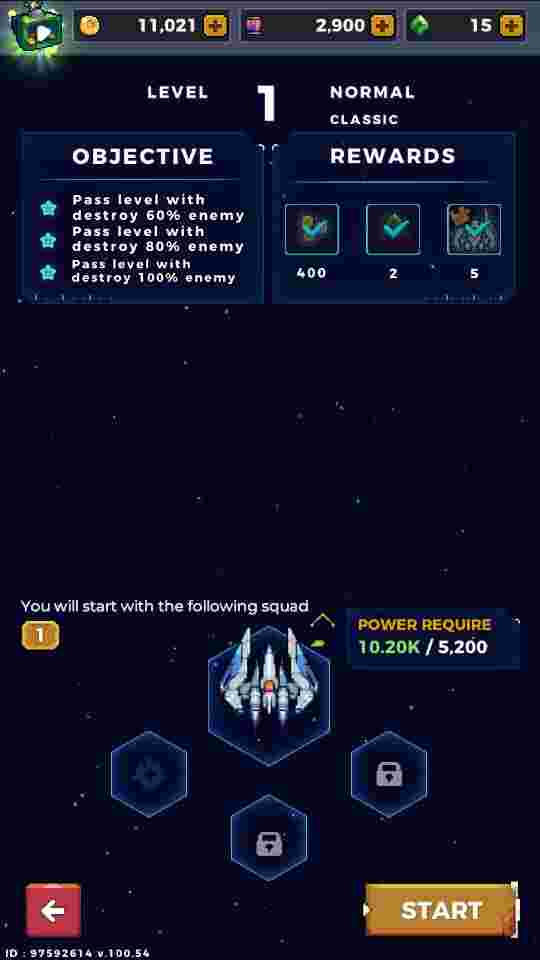 11,021
2,900
15
LEVEL 1 NORMAL
CLASSIC
OBJECTIVE
Pass level with
destroy 60% enemy
Pass level with
destroy 80% enemy
Pass level with
destroy 100% enemy
REWARDS
400
2
5
You will start with the following squad
1
POWER REQUIRE
10.20K / 5,200
START
ID : 97592614 v.100.54